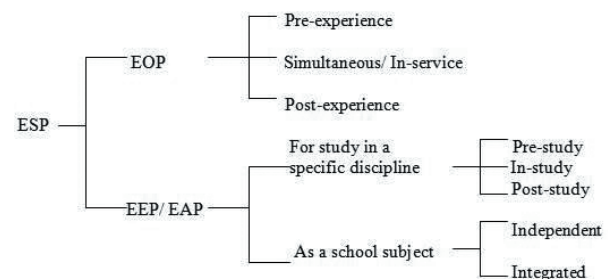 Pre-experience
EOP
Simultaneous/ In-service
Post-experience
ESP
For study in a
specific discipline
Pre-study
In-study
Post-study
EEP/ EAP
Independent
As a school subject
Integrated